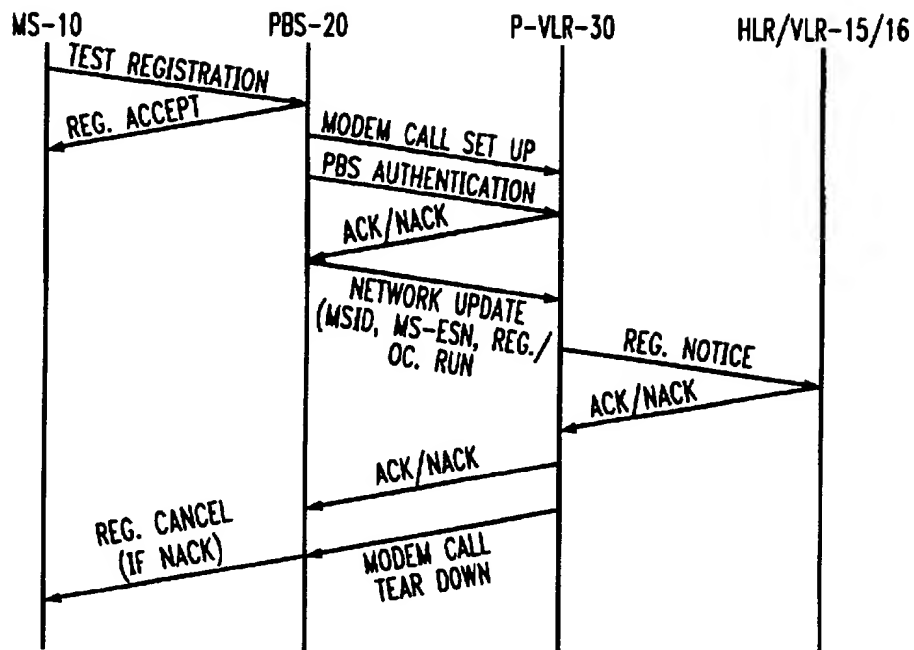 MS-10
PBS-20
P-VLR-30
HLR/VLR-15/16
TEST REGISTRATION
REG. ACCEPT
MODEM CALL SET UP
PBS AUTHENTICATION
ACK/NACK
NETWORK UPDATE
(MSID, MS-ESN, REG./
OC. RUN
REG. NOTICE
ACK/NACK
ACK/NACK
REG. CANCEL
(IF NACK)
MODEM CALL
TEAR DOWN